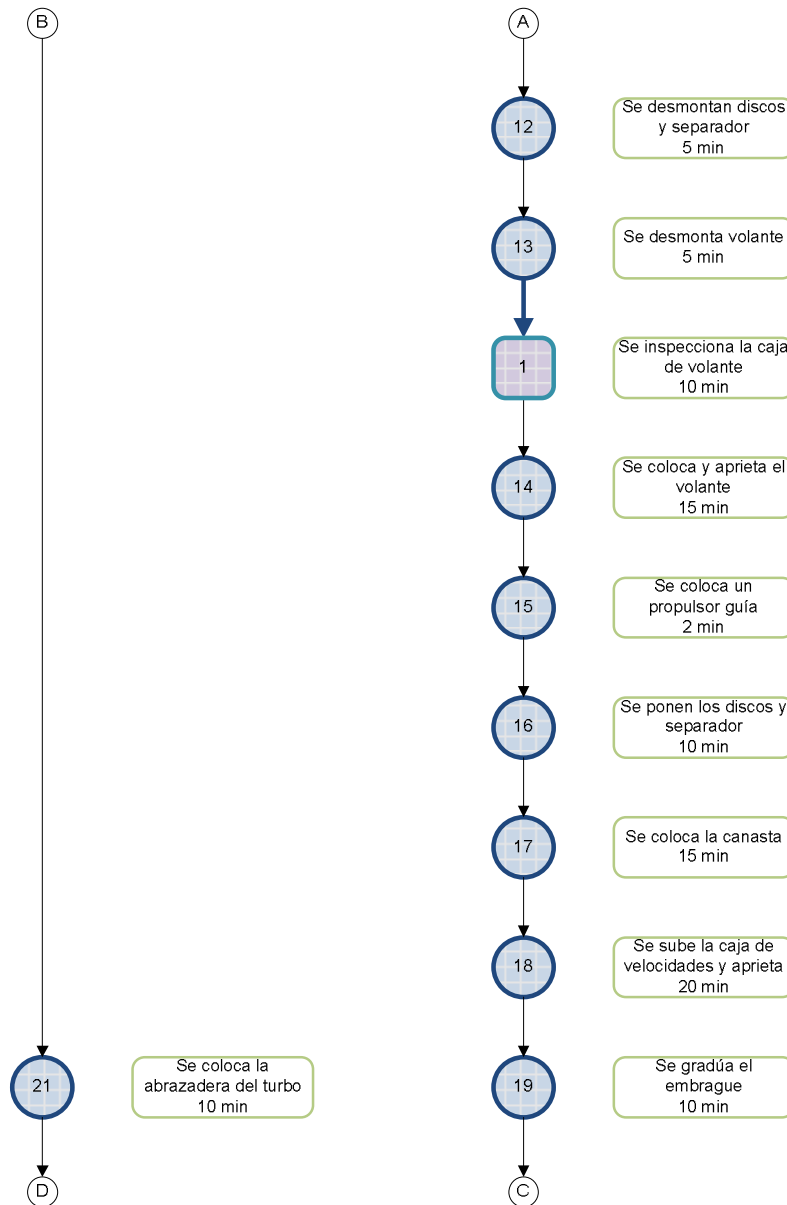 B
A
12
Se desmontan discos
y separador
5 min
13
Se desmonta volante
5 min
1
Se inspecciona la caja
de volante
10 min
14
Se coloca y aprieta el
volante
15 min
15
Se coloca un
propulsor guía
2 min
16
Se ponen los discos y
separador
10 min
17
Se coloca la canasta
15 min
18
Se sube la caja de
velocidades y aprieta
20 min
21
Se coloca la
abrazadera del turbo
10 min
19
Se gradúa el
embrague
10 min
D
C